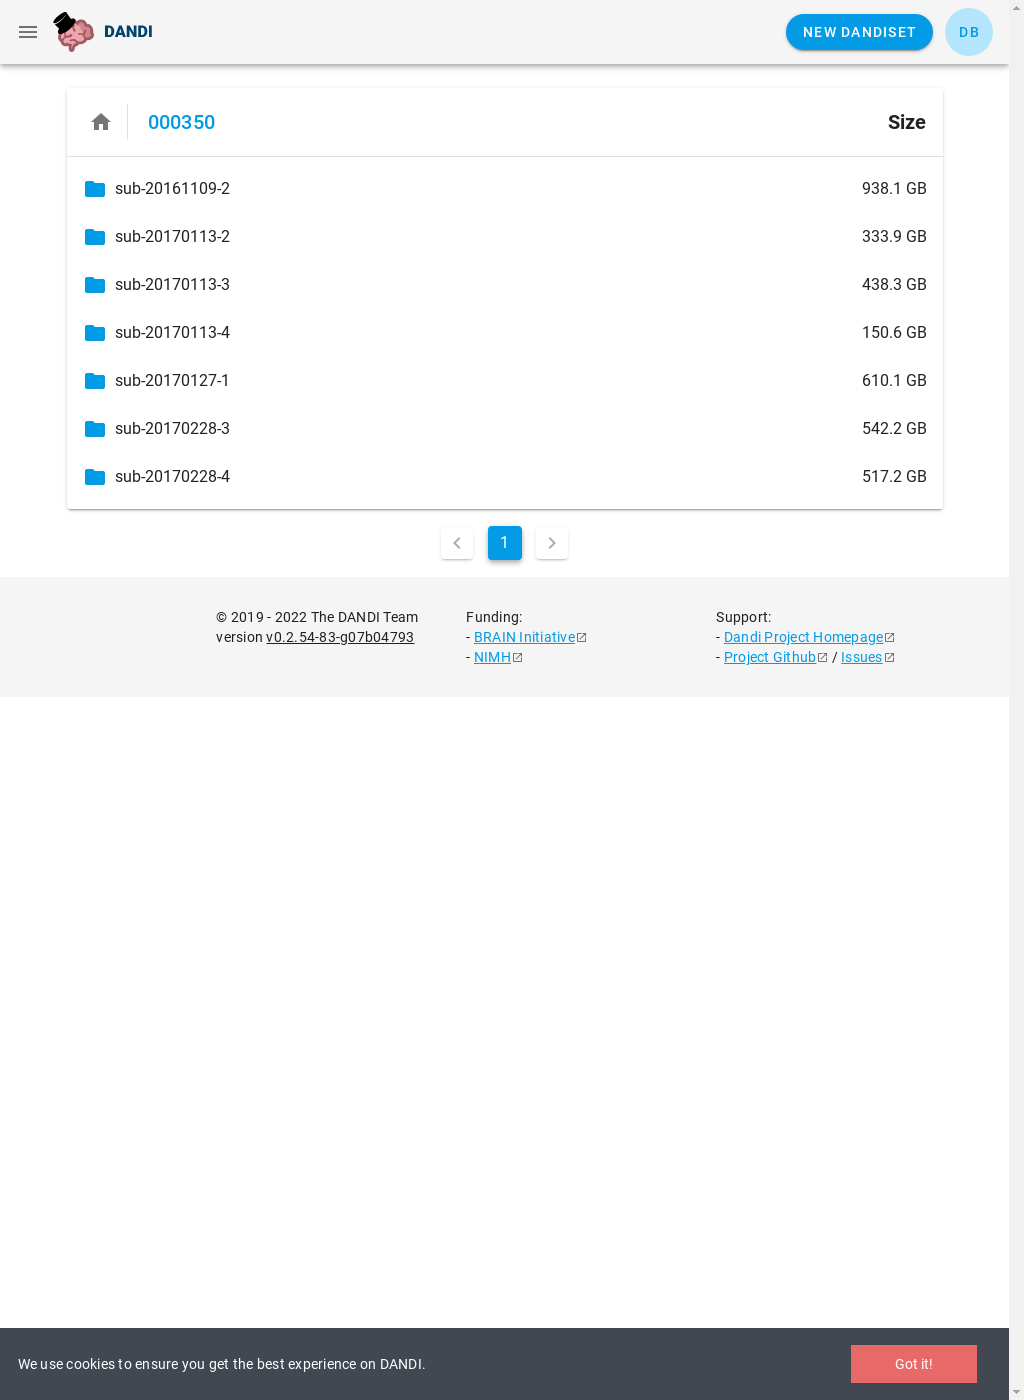 DANDI NEW DANDISET DB
000350 Size
sub-20161109-2 938.1 GB
sub-20170113-2 333.9 GB
sub-20170113-3 438.3 GB
sub-20170113-4 150.6 GB
sub-20170127-1 610.1 GB
sub-20170228-3 542.2 GB
sub-20170228-4 517.2 GB
1
© 2019 - 2022 The DANDI Team
version v0.2.54-83-g07b04793
Funding:
- BRAIN Initiative
- NIMH
Support:
- Dandi Project Homepage
- Project Github / Issues
We use cookies to ensure you get the best experience on DANDI. Got it!